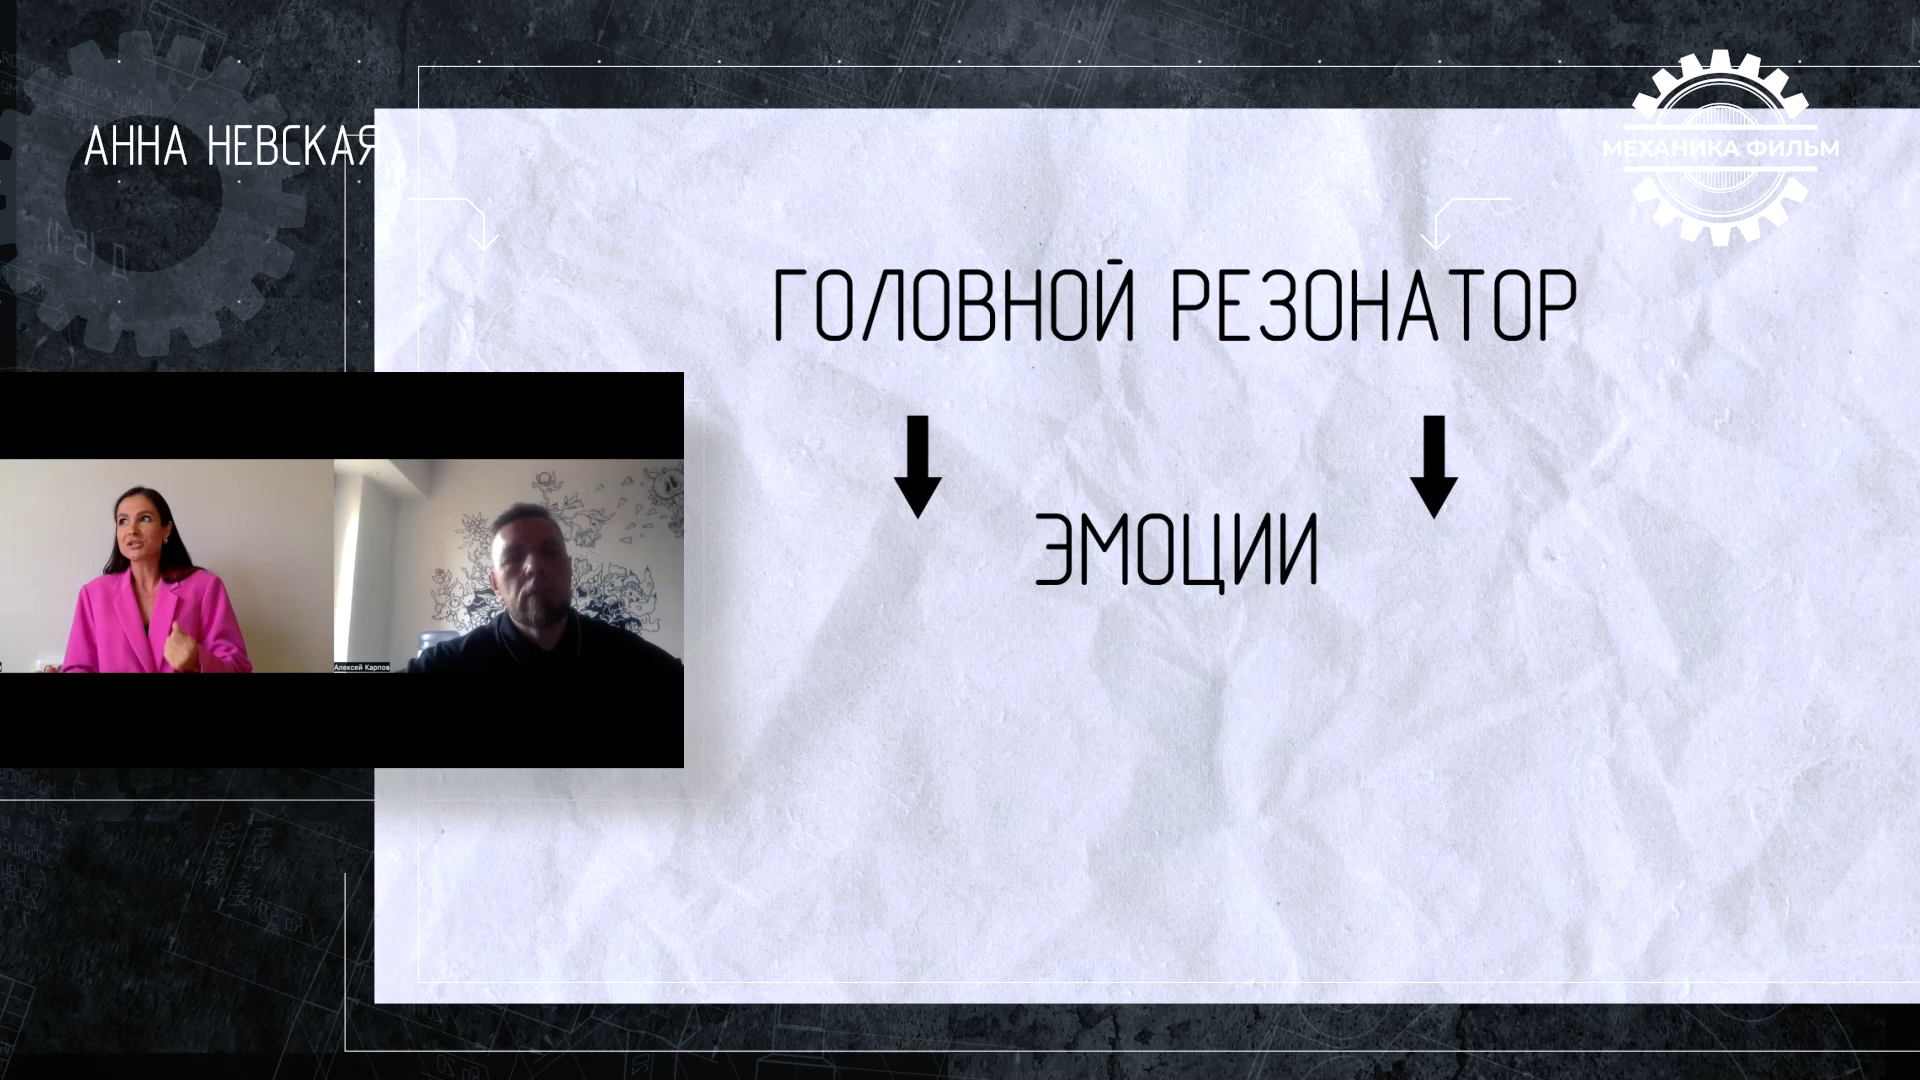 АННА НЕВСКАЯ
МЕХАНИКА ФИЛЬМ
ГОЛОВНОЙ РЕЗОНАТОР
ЭМОЦИИ
Алексей Карпов